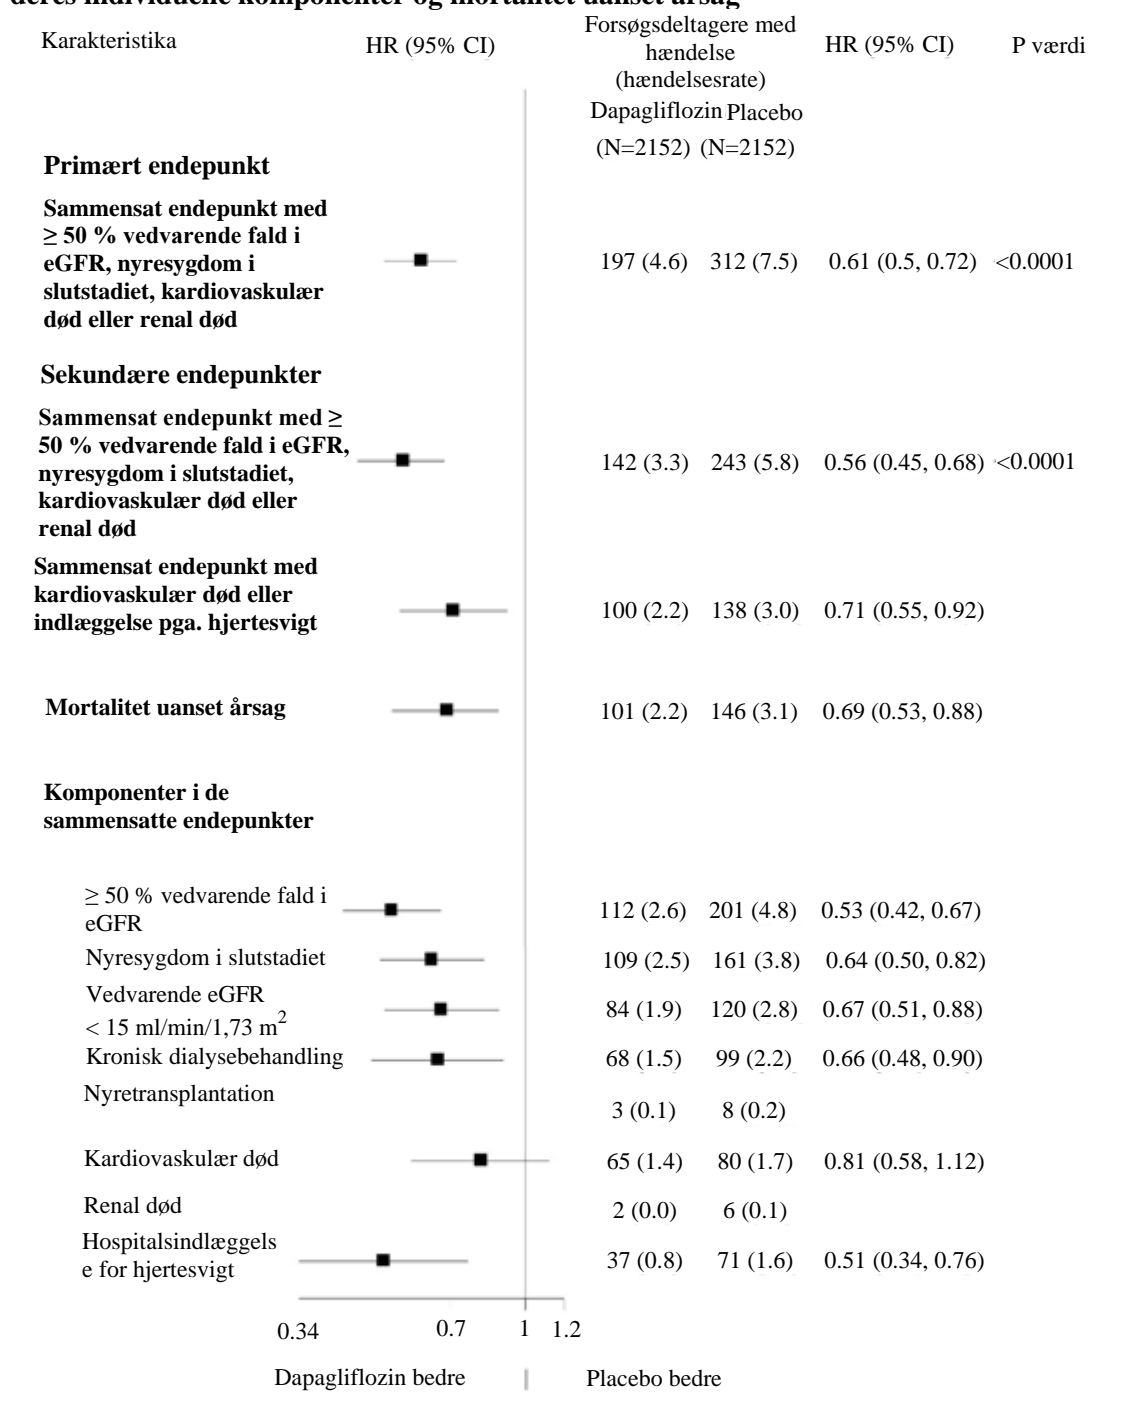 deres individuelle komponenter og mortalitet uanset årsag
Karakteristika
HR (95% CI)
Forsøgsdeltagere med
hændelse
(hændelsesrate)
HR (95% CI)
P værdi
Dapagliflozin Placebo
(N=2152) (N=2152)
Primært endepunkt
Sammensat endepunkt med
≥ 50 % vedvarende fald i
eGFR, nyresygdom i
slutstadiet, kardiovaskulær
død eller renal død
197 (4.6) 312 (7.5) 0.61 (0.5, 0.72) <0.0001
Sekundære endepunkter
Sammensat endepunkt med ≥
50 % vedvarende fald i eGFR,
nyresygdom i slutstadiet,
kardiovaskulær død eller
renal død
142 (3.3) 243 (5.8) 0.56 (0.45, 0.68) <0.0001
Sammensat endepunkt med
kardiovaskulær død eller
indlæggelse pga. hjertesvigt
100 (2.2) 138 (3.0) 0.71 (0.55, 0.92)
Mortalitet uanset årsag
101 (2.2) 146 (3.1) 0.69 (0.53, 0.88)
Komponenter i de
sammensatte endepunkter
≥ 50 % vedvarende fald i
eGFR
112 (2.6) 201 (4.8) 0.53 (0.42, 0.67)
Nyresygdom i slutstadiet
109 (2.5) 161 (3.8) 0.64 (0.50, 0.82)
Vedvarende eGFR
< 15 ml/min/1,73 m2
84 (1.9) 120 (2.8) 0.67 (0.51, 0.88)
Kronisk dialysebehandling
68 (1.5) 99 (2.2) 0.66 (0.48, 0.90)
Nyretransplantation
3 (0.1) 8 (0.2)
Kardiovaskulær død
65 (1.4) 80 (1.7) 0.81 (0.58, 1.12)
Renal død
2 (0.0) 6 (0.1)
Hospitalsindlæggels
e for hjertesvigt
37 (0.8) 71 (1.6) 0.51 (0.34, 0.76)
0.34 0.7 1 1.2
Dapagliflozin bedre | Placebo bedre